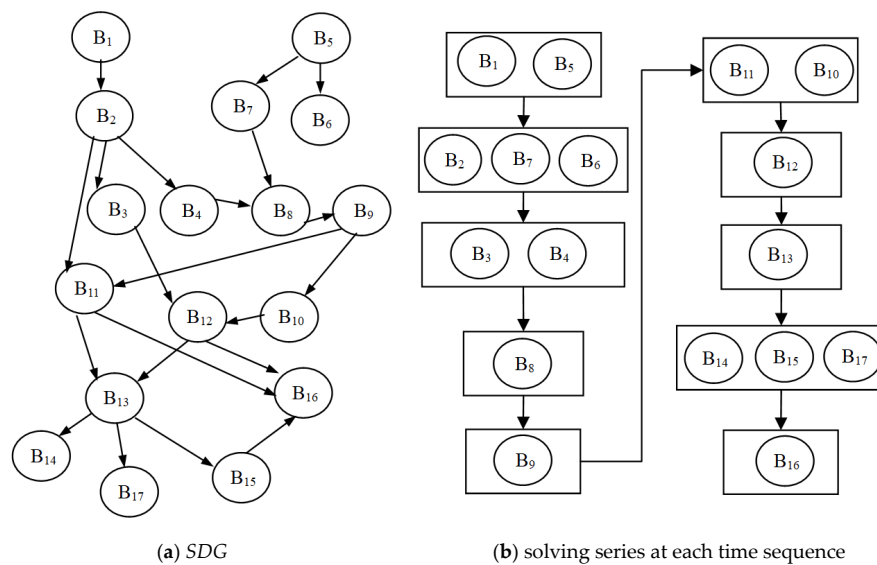 B₁
B₅
B₇
B₆
B₂
B₃
B₄
B₈
B₉
B₁₁
B₁₂
B₁₀
B₁₃
B₁₆
B₁₄
B₁₇
B₁₅
(a) SDG
B₁ B₅
B₂ B₇ B₆
B₃ B₄
B₈
B₉
B₁₁ B₁₀
B₁₂
B₁₃
B₁₄ B₁₅ B₁₇
B₁₆
(b) solving series at each time sequence